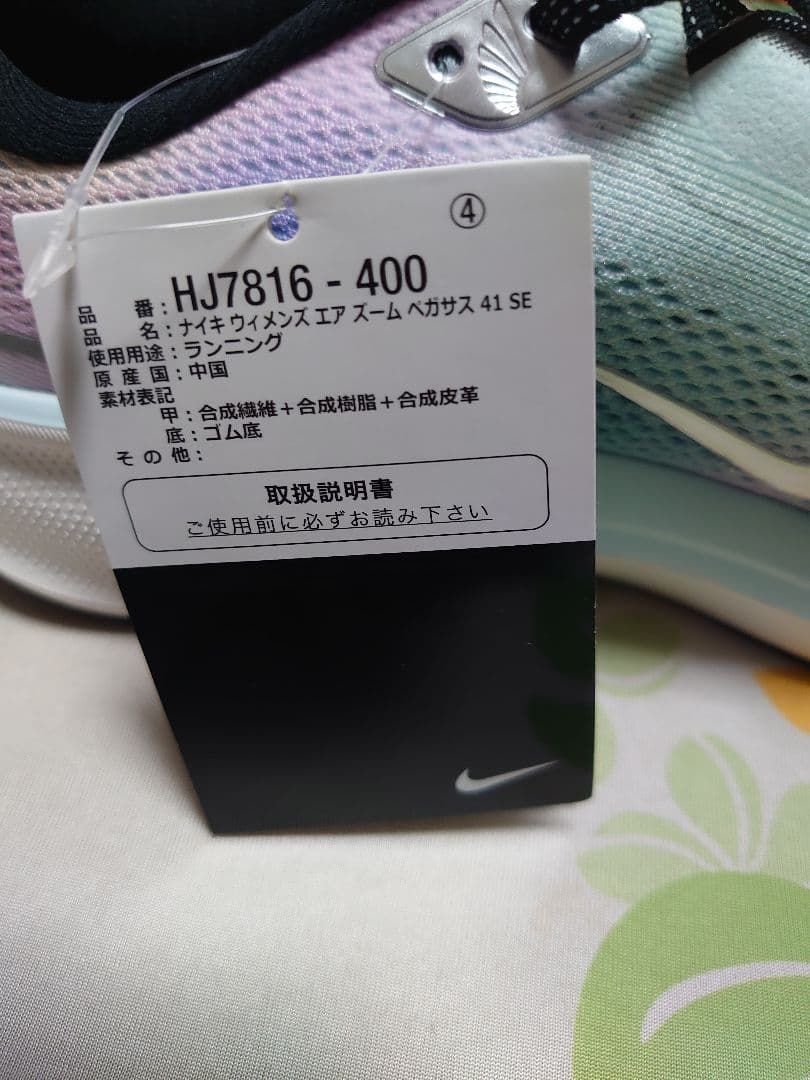 ④
品 番：HJ7816 - 400
品 名：ナイキ ウィメンズ エア ズーム ペガサス 41 SE
使用用途：ランニング
原 産 国：中国
素材表記
甲：合成繊維＋合成樹脂＋合成皮革
底：ゴム底
そ の 他：
取扱説明書
ご使用前に必ずお読み下さい